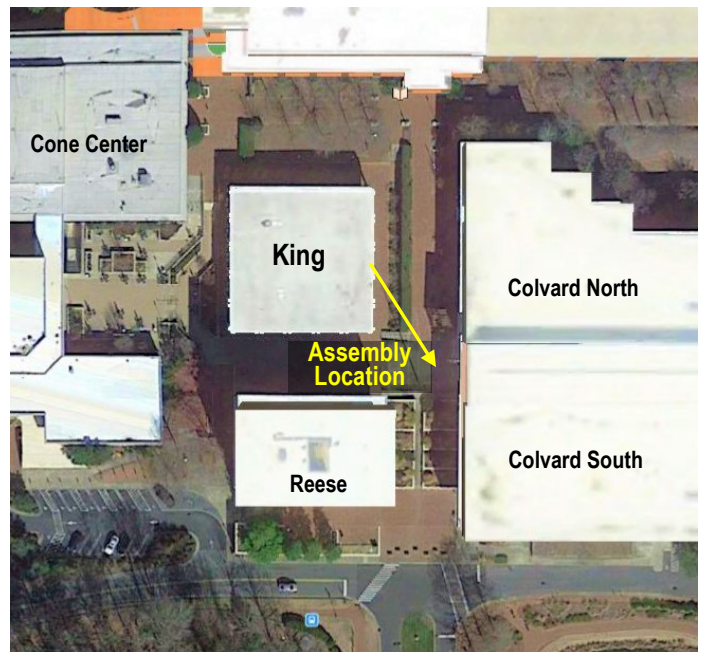 Cone Center
King
Colvard North
Assembly
Location
Colvard South
Reese